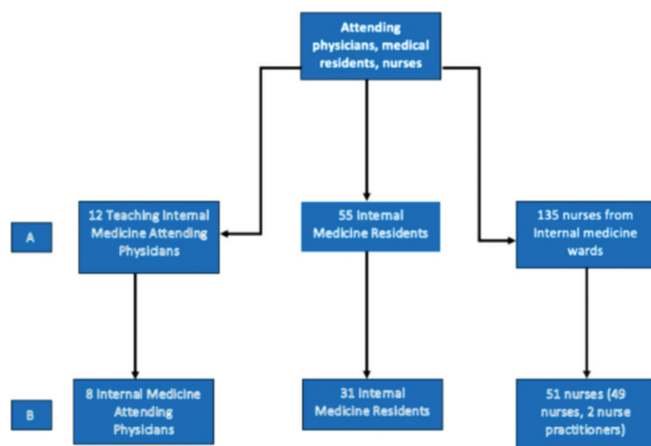 Attending
physicians, medical
residents, nurses
A
12 Teaching Internal
Medicine Attending
Physicians
55 Internal
Medicine Residents
135 nurses from
Internal medicine
wards
B
8 Internal Medicine
Attending
Physicians
31 Internal
Medicine Residents
51 nurses (49
nurses, 2 nurse
practitioners)